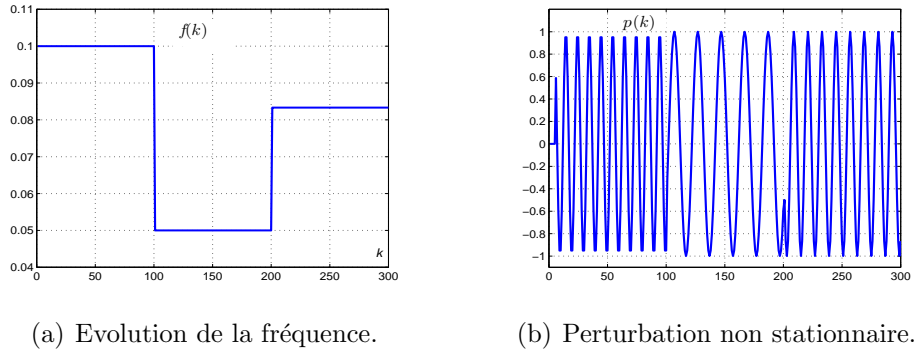 f(k)
0.1
0.09
0.08
0.07
0.06
0.05
0.04
0 50 100 150 200 250 300
k
p(k)
1
0.8
0.6
0.4
0.2
0
−0.2
−0.4
−0.6
−0.8
−1
0 50 100 150 200 250 300
(a) Evolution de la fréquence.
(b) Perturbation non stationnaire.